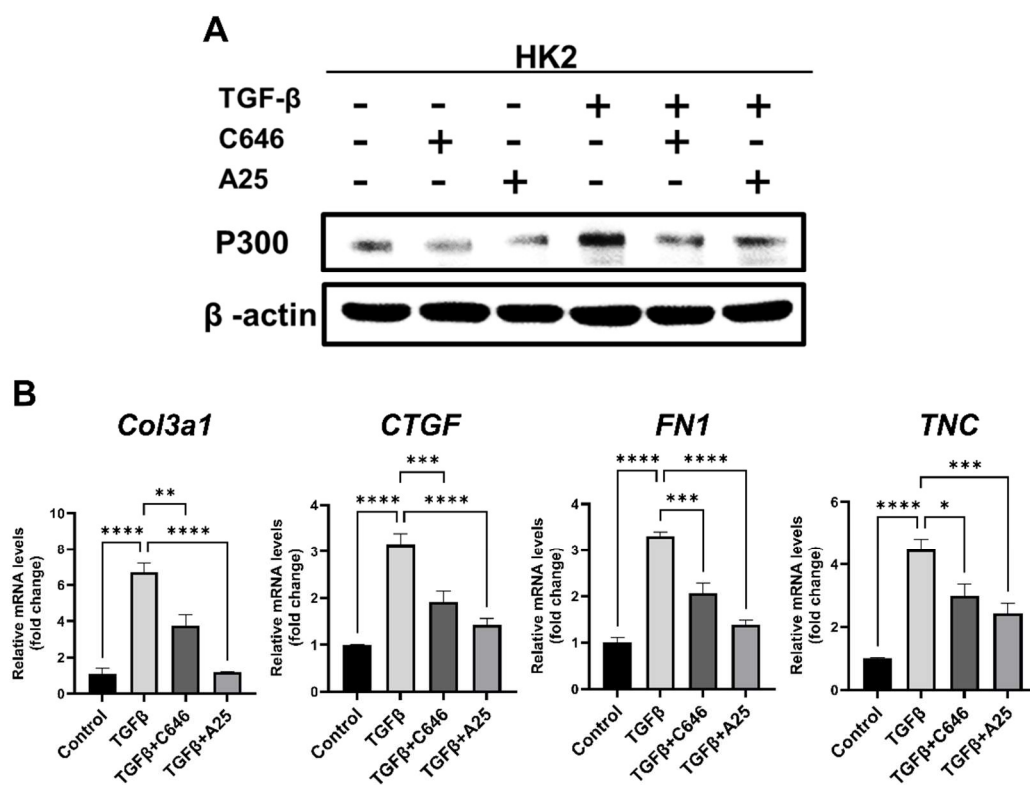 A
HK2
TGF-β - - - + + +
C646 - + - - + -
A25 - - + - - +
P300
β -actin
B
Col3a1
Relative mRNA levels
(fold change)
10
8
6
4
2
0
**
**** ****
Control
TGFβ
TGFβ+C646
TGFβ+A25
CTGF
Relative mRNA levels
(fold change)
4
3
2
1
0
***
**** ****
Control
TGFβ
TGFβ+C646
TGFβ+A25
FN1
Relative mRNA levels
(fold change)
4
3
2
1
0
**** ****
***
Control
TGFβ
TGFβ+C646
TGFβ+A25
TNC
Relative mRNA levels
(fold change)
6
4
2
0
***
**** *
Control
TGFβ
TGFβ+C646
TGFβ+A25